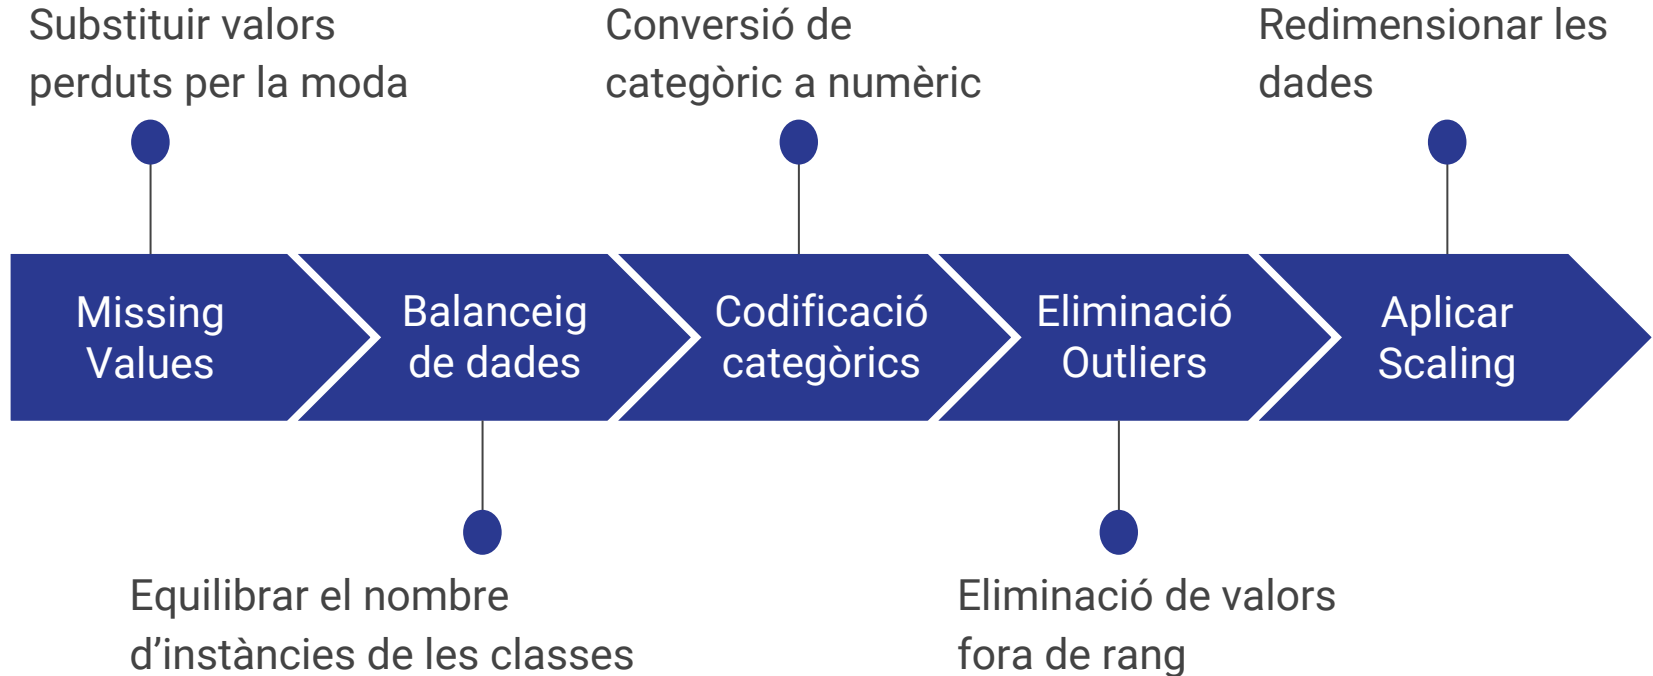 Substituir valors
perduts per la moda
Conversió de
categòric a numèric
Redimensionar les
dades
Missing
Values
Balanceig
de dades
Codificació
categòrics
Eliminació
Outliers
Aplicar
Scaling
Equilibrar el nombre
d’instàncies de les classes
Eliminació de valors
fora de rang